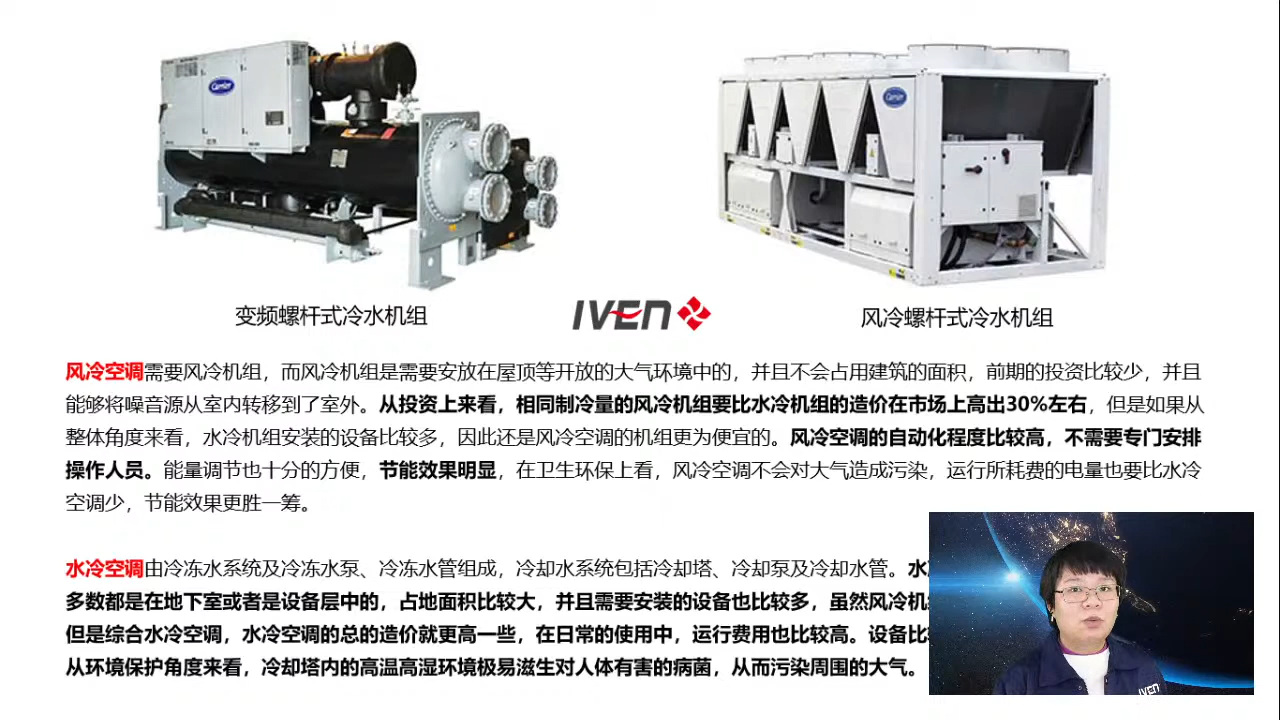 Carrier
Carrier
变频螺杆式冷水机组
IVEN
风冷螺杆式冷水机组
风冷空调需要风冷机组，而风冷机组是需要安放在屋顶等开放的大气环境中的，并且不会占用建筑的面积，前期的投资比较少，并且
能够将噪音源从室内转移到了室外。从投资上来看，相同制冷量的风冷机组要比水冷机组的造价在市场上高出30%左右，但是如果从
整体角度来看，水冷机组安装的设备比较多，因此还是风冷空调的机组更为便宜的。风冷空调的自动化程度比较高，不需要专门安排
操作人员。能量调节也十分的方便，节能效果明显，在卫生环保上看，风冷空调不会对大气造成污染，运行所耗费的电量也要比水冷
空调少，节能效果更胜一筹。
水冷空调由冷冻水系统及冷冻水泵、冷冻水管组成，冷却水系统包括冷却塔、冷却泵及冷却水管。
多数都是在地下室或者是设备层中的，占地面积比较大，并且需要安装的设备也比较多，虽然风冷机
但是综合水冷空调，水冷空调的总的造价就更高一些，在日常的使用中，运行费用也比较高。设备比
从环境保护角度来看，冷却塔内的高温高湿环境极易滋生对人体有害的病菌，从而污染周围的大气。
IVEN